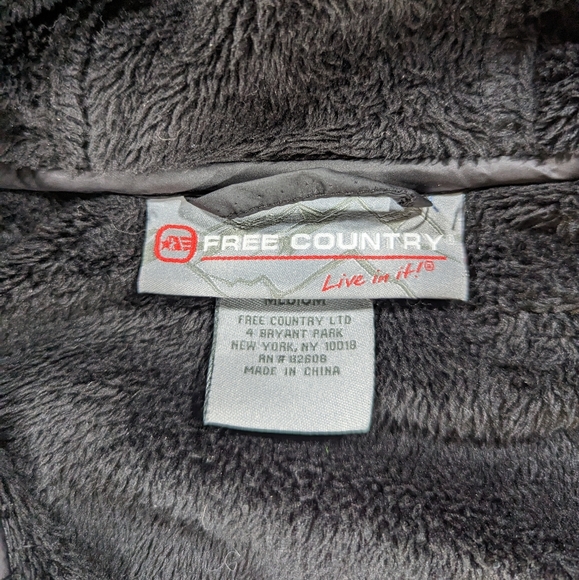 FREE COUNTRY®
Live in it!®
MEDIUM
FREE COUNTRY LTD
4 BRYANT PARK
NEW YORK, NY 10018
RN # 82608
MADE IN CHINA